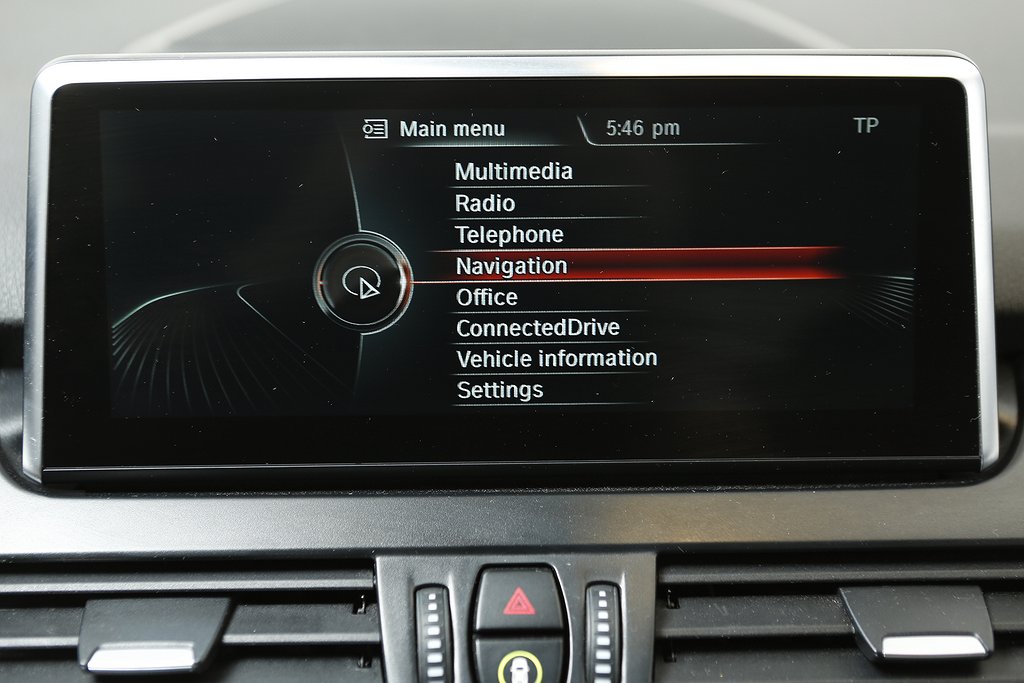 Main menu
5:46 pm
TP
Multimedia
Radio
Telephone
Navigation
Office
ConnectedDrive
Vehicle information
Settings